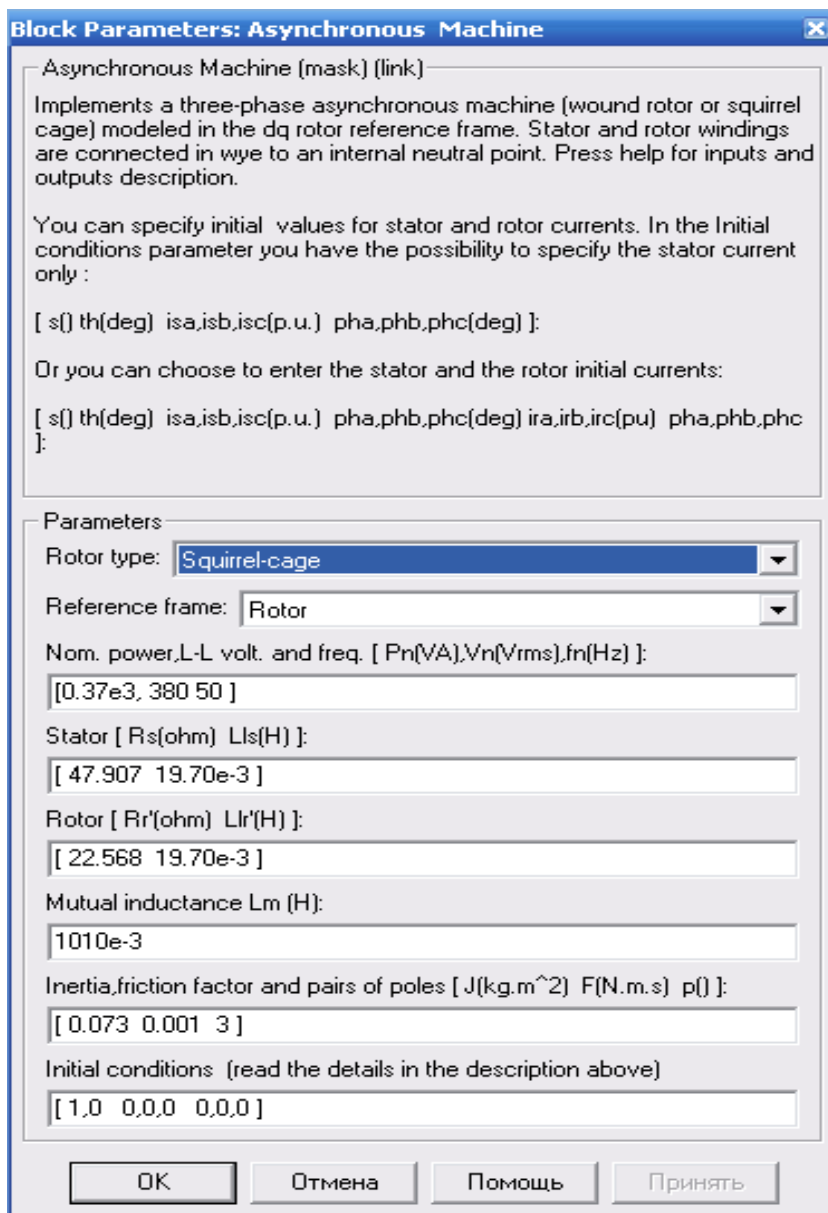 Block Parameters: Asynchronous Machine
Asynchronous Machine (mask) (link)
Implements a three-phase asynchronous machine (wound rotor or squirrel
cage) modeled in the dq rotor reference frame. Stator and rotor windings
are connected in wye to an internal neutral point. Press help for inputs and
outputs description.
You can specify initial values for stator and rotor currents. In the Initial
conditions parameter you have the possibility to specify the stator current
only :
[ s() th(deg) isa,isb,isc(p.u.) pha,phb,phc(deg) ]:
Or you can choose to enter the stator and the rotor initial currents:
[ s() th(deg) isa,isb,isc(p.u.) pha,phb,phc(deg) ira,irb,irc(pu) pha,phb,phc
]:
Parameters
Rotor type: Squirrel-cage
Reference frame: Rotor
Nom. power,L-L volt. and freq. [ Pn(VA),Vn(Vrms),fn(Hz) ]:
[0.37e3, 380 50 ]
Stator [ Rs(ohm) Lls(H) ]:
[ 47.907 19.70e-3 ]
Rotor [ Rr'(ohm) Llr'(H) ]:
[ 22.568 19.70e-3 ]
Mutual inductance Lm (H):
1010e-3
Inertia,friction factor and pairs of poles [ J(kg.m^2) F(N.m.s) p() ]:
[ 0.073 0.001 3 ]
Initial conditions (read the details in the description above)
[ 1,0 0,0,0 0,0,0 ]
OK Отмена Помощь Принять